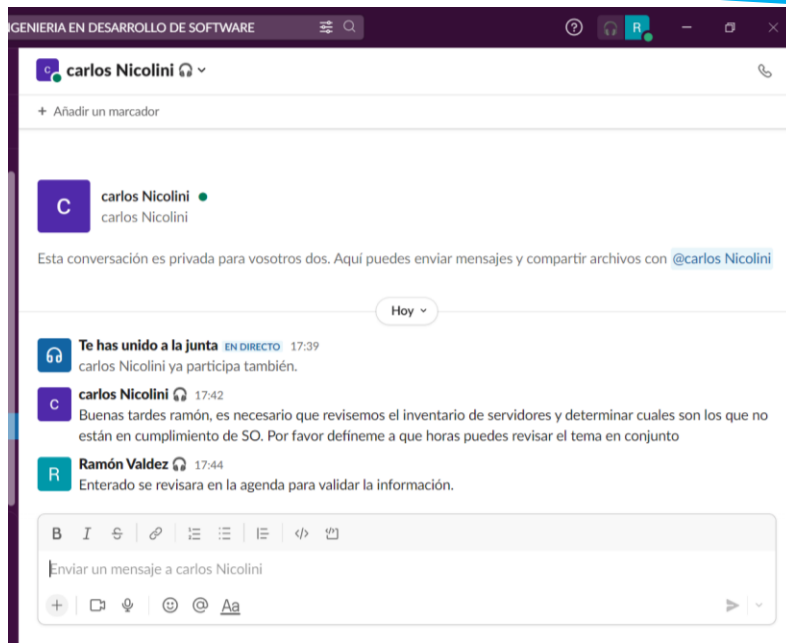 GENIERIA EN DESARROLLO DE SOFTWARE
R
c carlos Nicolini
+ Añadir un marcador
C
carlos Nicolini
carlos Nicolini
Esta conversación es privada para vosotros dos. Aquí puedes enviar mensajes y compartir archivos con @carlos Nicolini
Hoy
Te has unido a la junta EN DIRECTO 17:39
carlos Nicolini ya participa también.
C
carlos Nicolini 17:42
Buenas tardes ramón, es necesario que revisemos el inventario de servidores y determinar cuales son los que no
están en cumplimiento de SO. Por favor defíneme a que horas puedes revisar el tema en conjunto
R
Ramón Valdez 17:44
Enterado se revisara en la agenda para validar la información.
B I S
Enviar un mensaje a carlos Nicolini
+ @ Aa